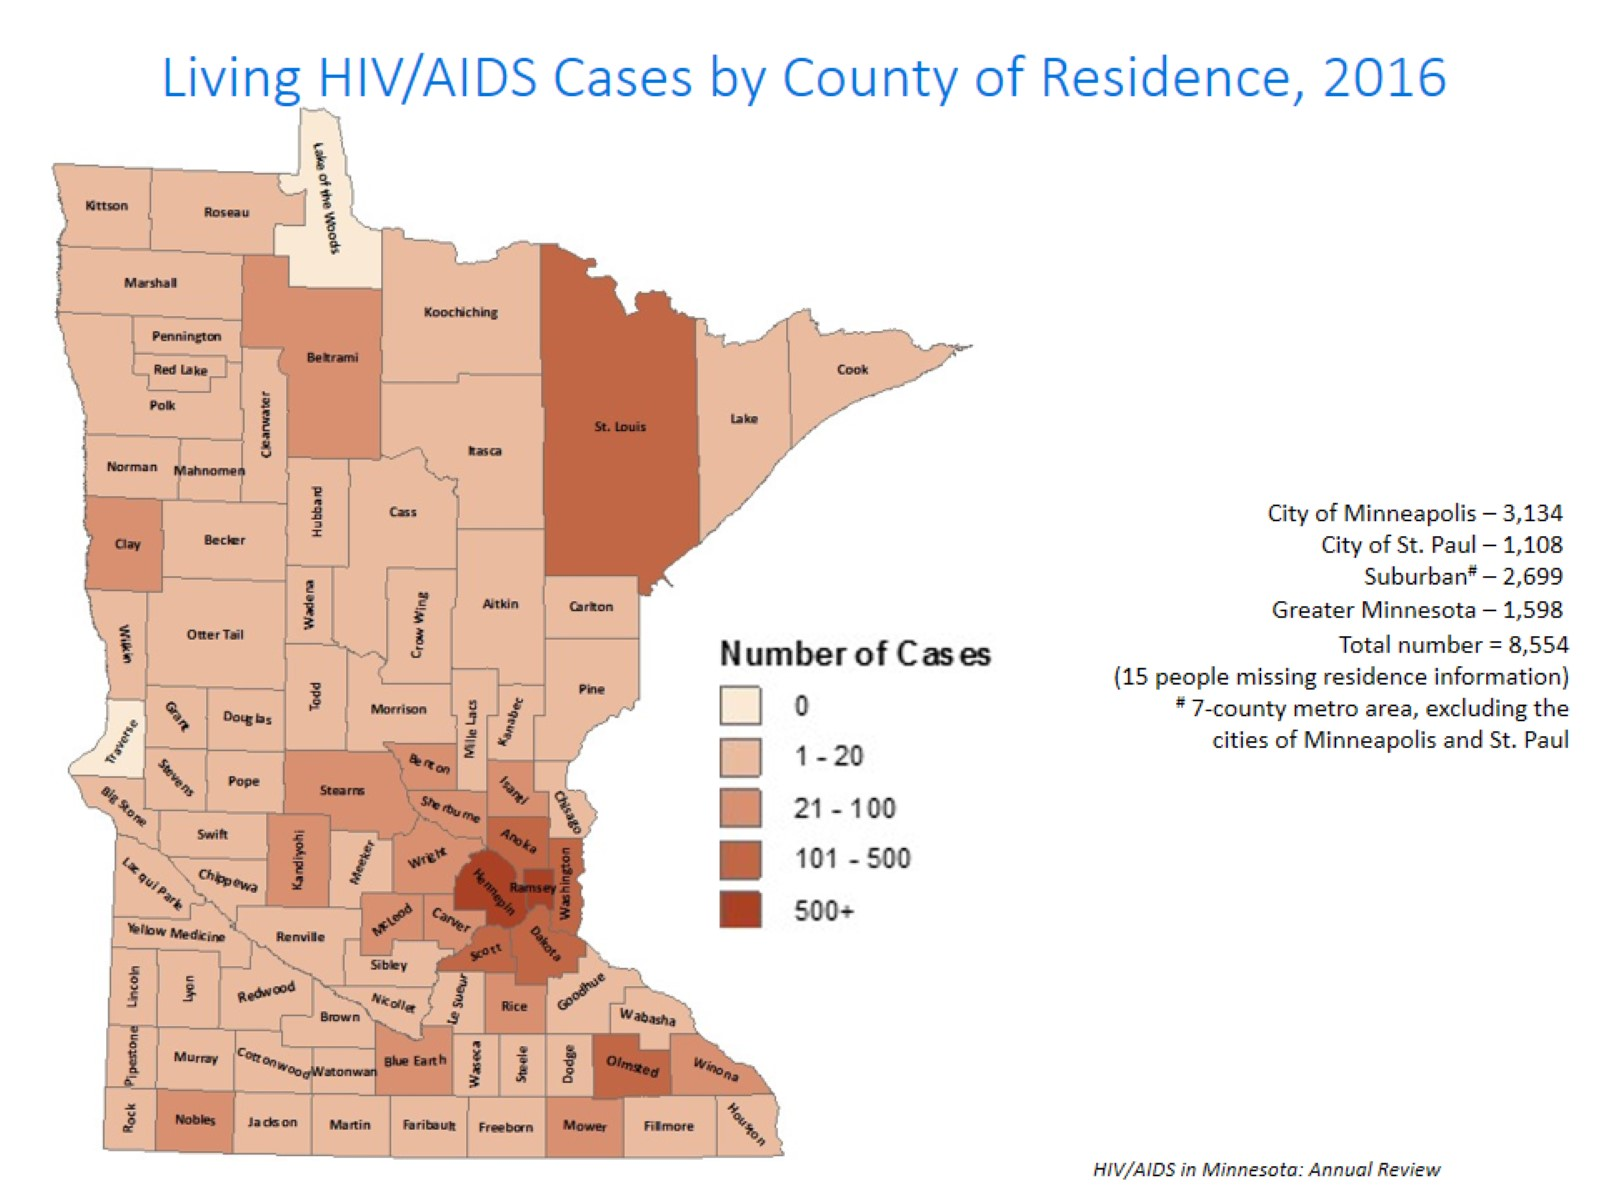 Living HIV/AIDS Cases by County of Residence, 2016
Lake of the Woods
Kittson
Roseau
Marshall
Koochiching
Pennington
Beltrami
Red Lake
Cook
Polk
Clearwater
Lake
St. Louis
Itasca
Norman
Mahnomen
Hubbard
Cass
Clay
Becker
Wadena
Crow Wing
Aitkin
Carlton
Wilkin
Otter Tail
Todd
Pine
Grant
Douglas
Morrison
Mille Lacs
Kanabec
Traverse
Stevens
Pope
Stearns
Benton
Isanti
Big Stone
Sherburne
Chisago
Swift
Anoka
Kandiyohi
Meeker
Wright
Lac qui Parle
Chippewa
Hennepin
Ramsey
Washington
McLeod
Carver
Yellow Medicine
Renville
Scott
Dakota
Sibley
Lincoln
Lyon
Redwood
Nicollet
Le Sueur
Rice
Goodhue
Brown
Wabasha
Pipestone
Murray
Cottonwood
Watonwan
Blue Earth
Waseca
Steele
Dodge
Olmsted
Winona
Rock
Nobles
Jackson
Martin
Faribault
Freeborn
Mower
Fillmore
Houston
Number of Cases
0
1 - 20
21 - 100
101 - 500
500+
City of Minneapolis – 3,134
City of St. Paul – 1,108
Suburban# – 2,699
Greater Minnesota – 1,598
Total number = 8,554
(15 people missing residence information)
# 7-county metro area, excluding the
cities of Minneapolis and St. Paul
HIV/AIDS in Minnesota: Annual Review